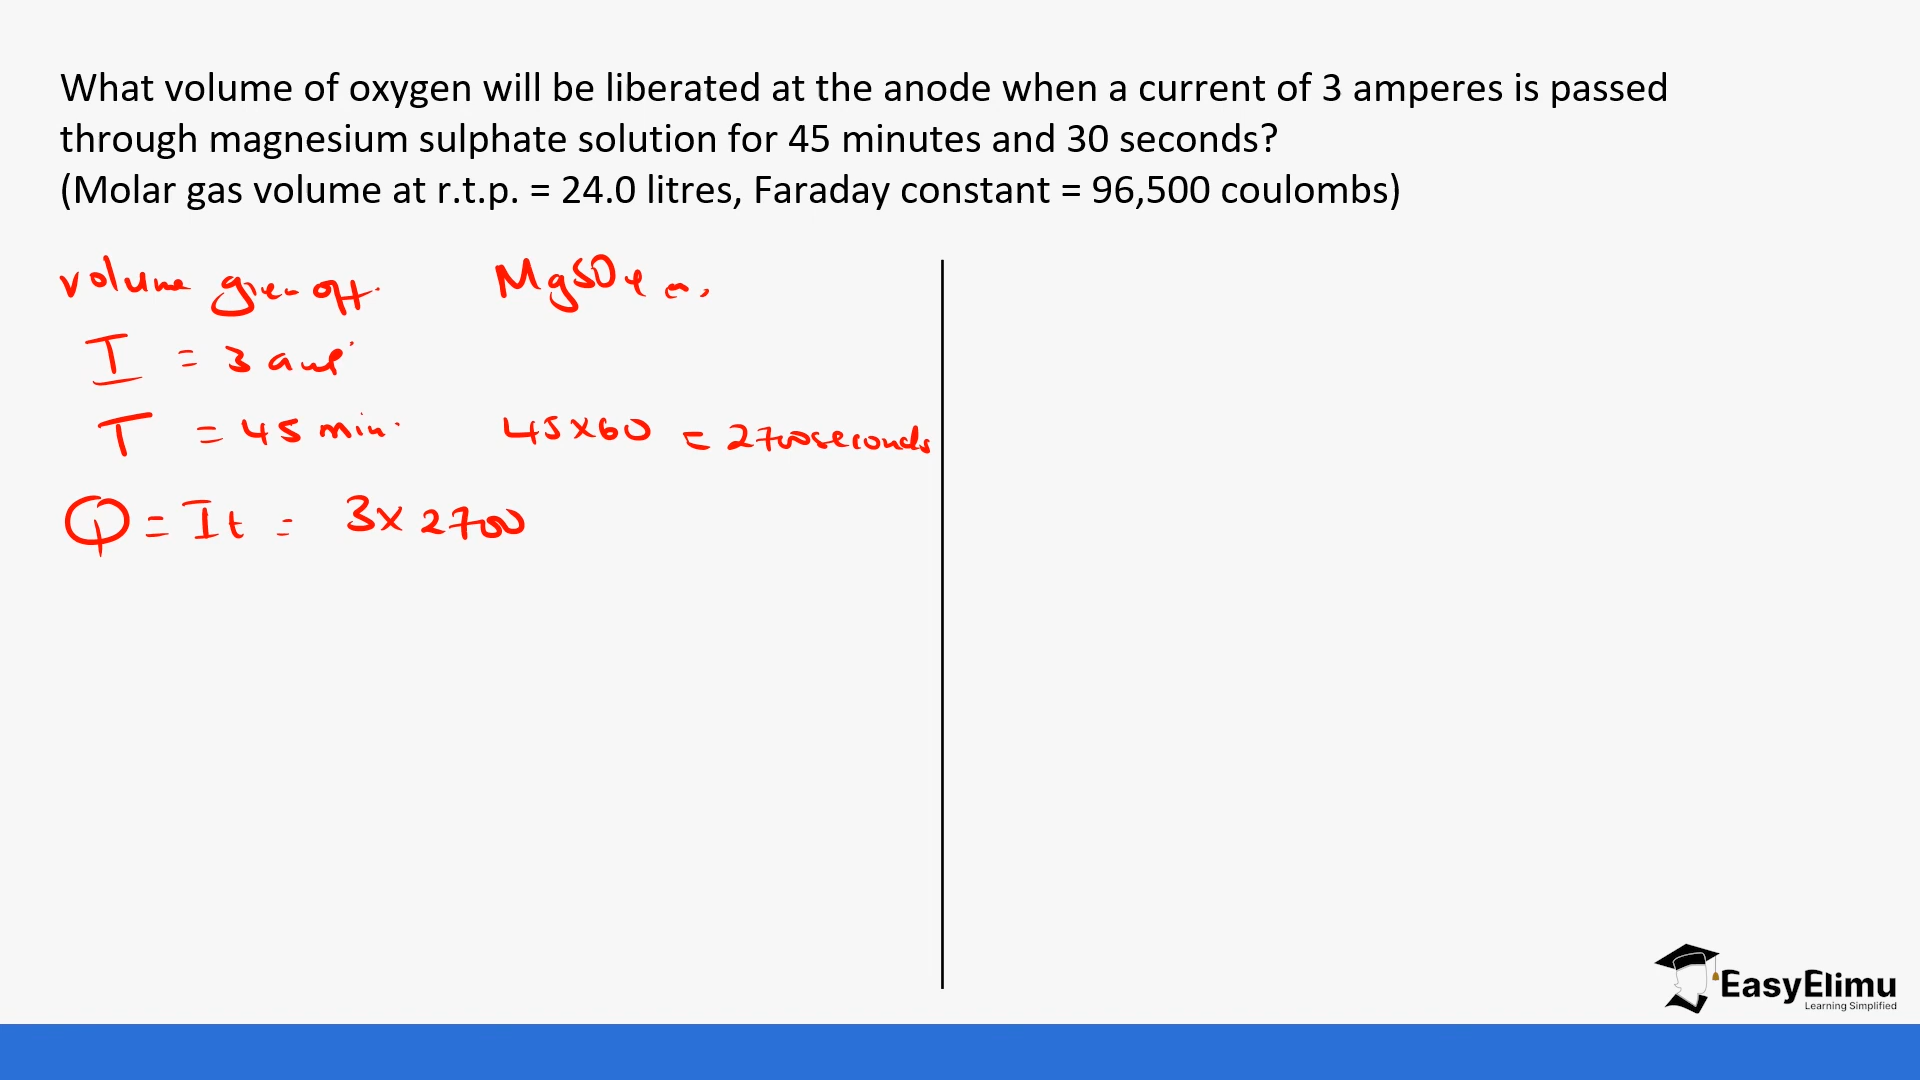 What volume of oxygen will be liberated at the anode when a current of 3 amperes is passed
through magnesium sulphate solution for 45 minutes and 30 seconds?
(Molar gas volume at r.t.p. = 24.0 litres, Faraday constant = 96,500 coulombs)
volume given off. MgSO4
I = 3 amp
T = 45 min. 45x60 = 2700seconds
Q = It = 3x 2700
EasyElimu
Learning Simplified